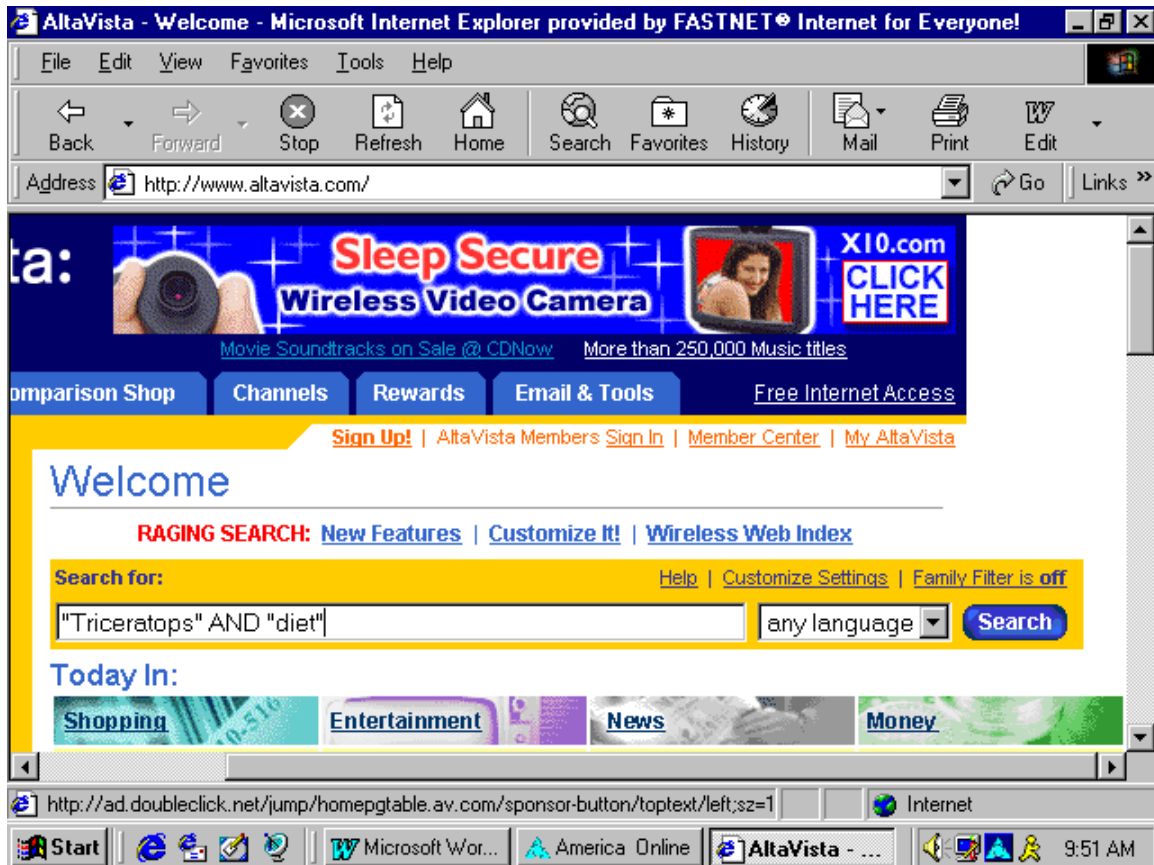 AltaVista - Welcome - Microsoft Internet Explorer provided by FASTNET® Internet for Everyone!
File Edit View Favorites Tools Help
Back Forward Stop Refresh Home Search Favorites History Mail Print Edit
Address http://www.altavista.com/ Go Links »
ta: Sleep Secure X10.com
Wireless Video Camera CLICK HERE
Movie Soundtracks on Sale @ CDNow More than 250,000 Music titles
omparison Shop Channels Rewards Email & Tools Free Internet Access
Sign Up! | AltaVista Members Sign In | Member Center | My AltaVista
Welcome
RAGING SEARCH: New Features | Customize It! | Wireless Web Index
Search for: Help | Customize Settings | Family Filter is off
"Triceratops" AND "diet" any language Search
Today In:
Shopping Entertainment News Money
http://ad.doubleclick.net/jump/homepgtable.av.com/sponsor-button/toptext/left;sz=1 Internet
Start Microsoft Wor... America Online AltaVista - ... 9:51 AM